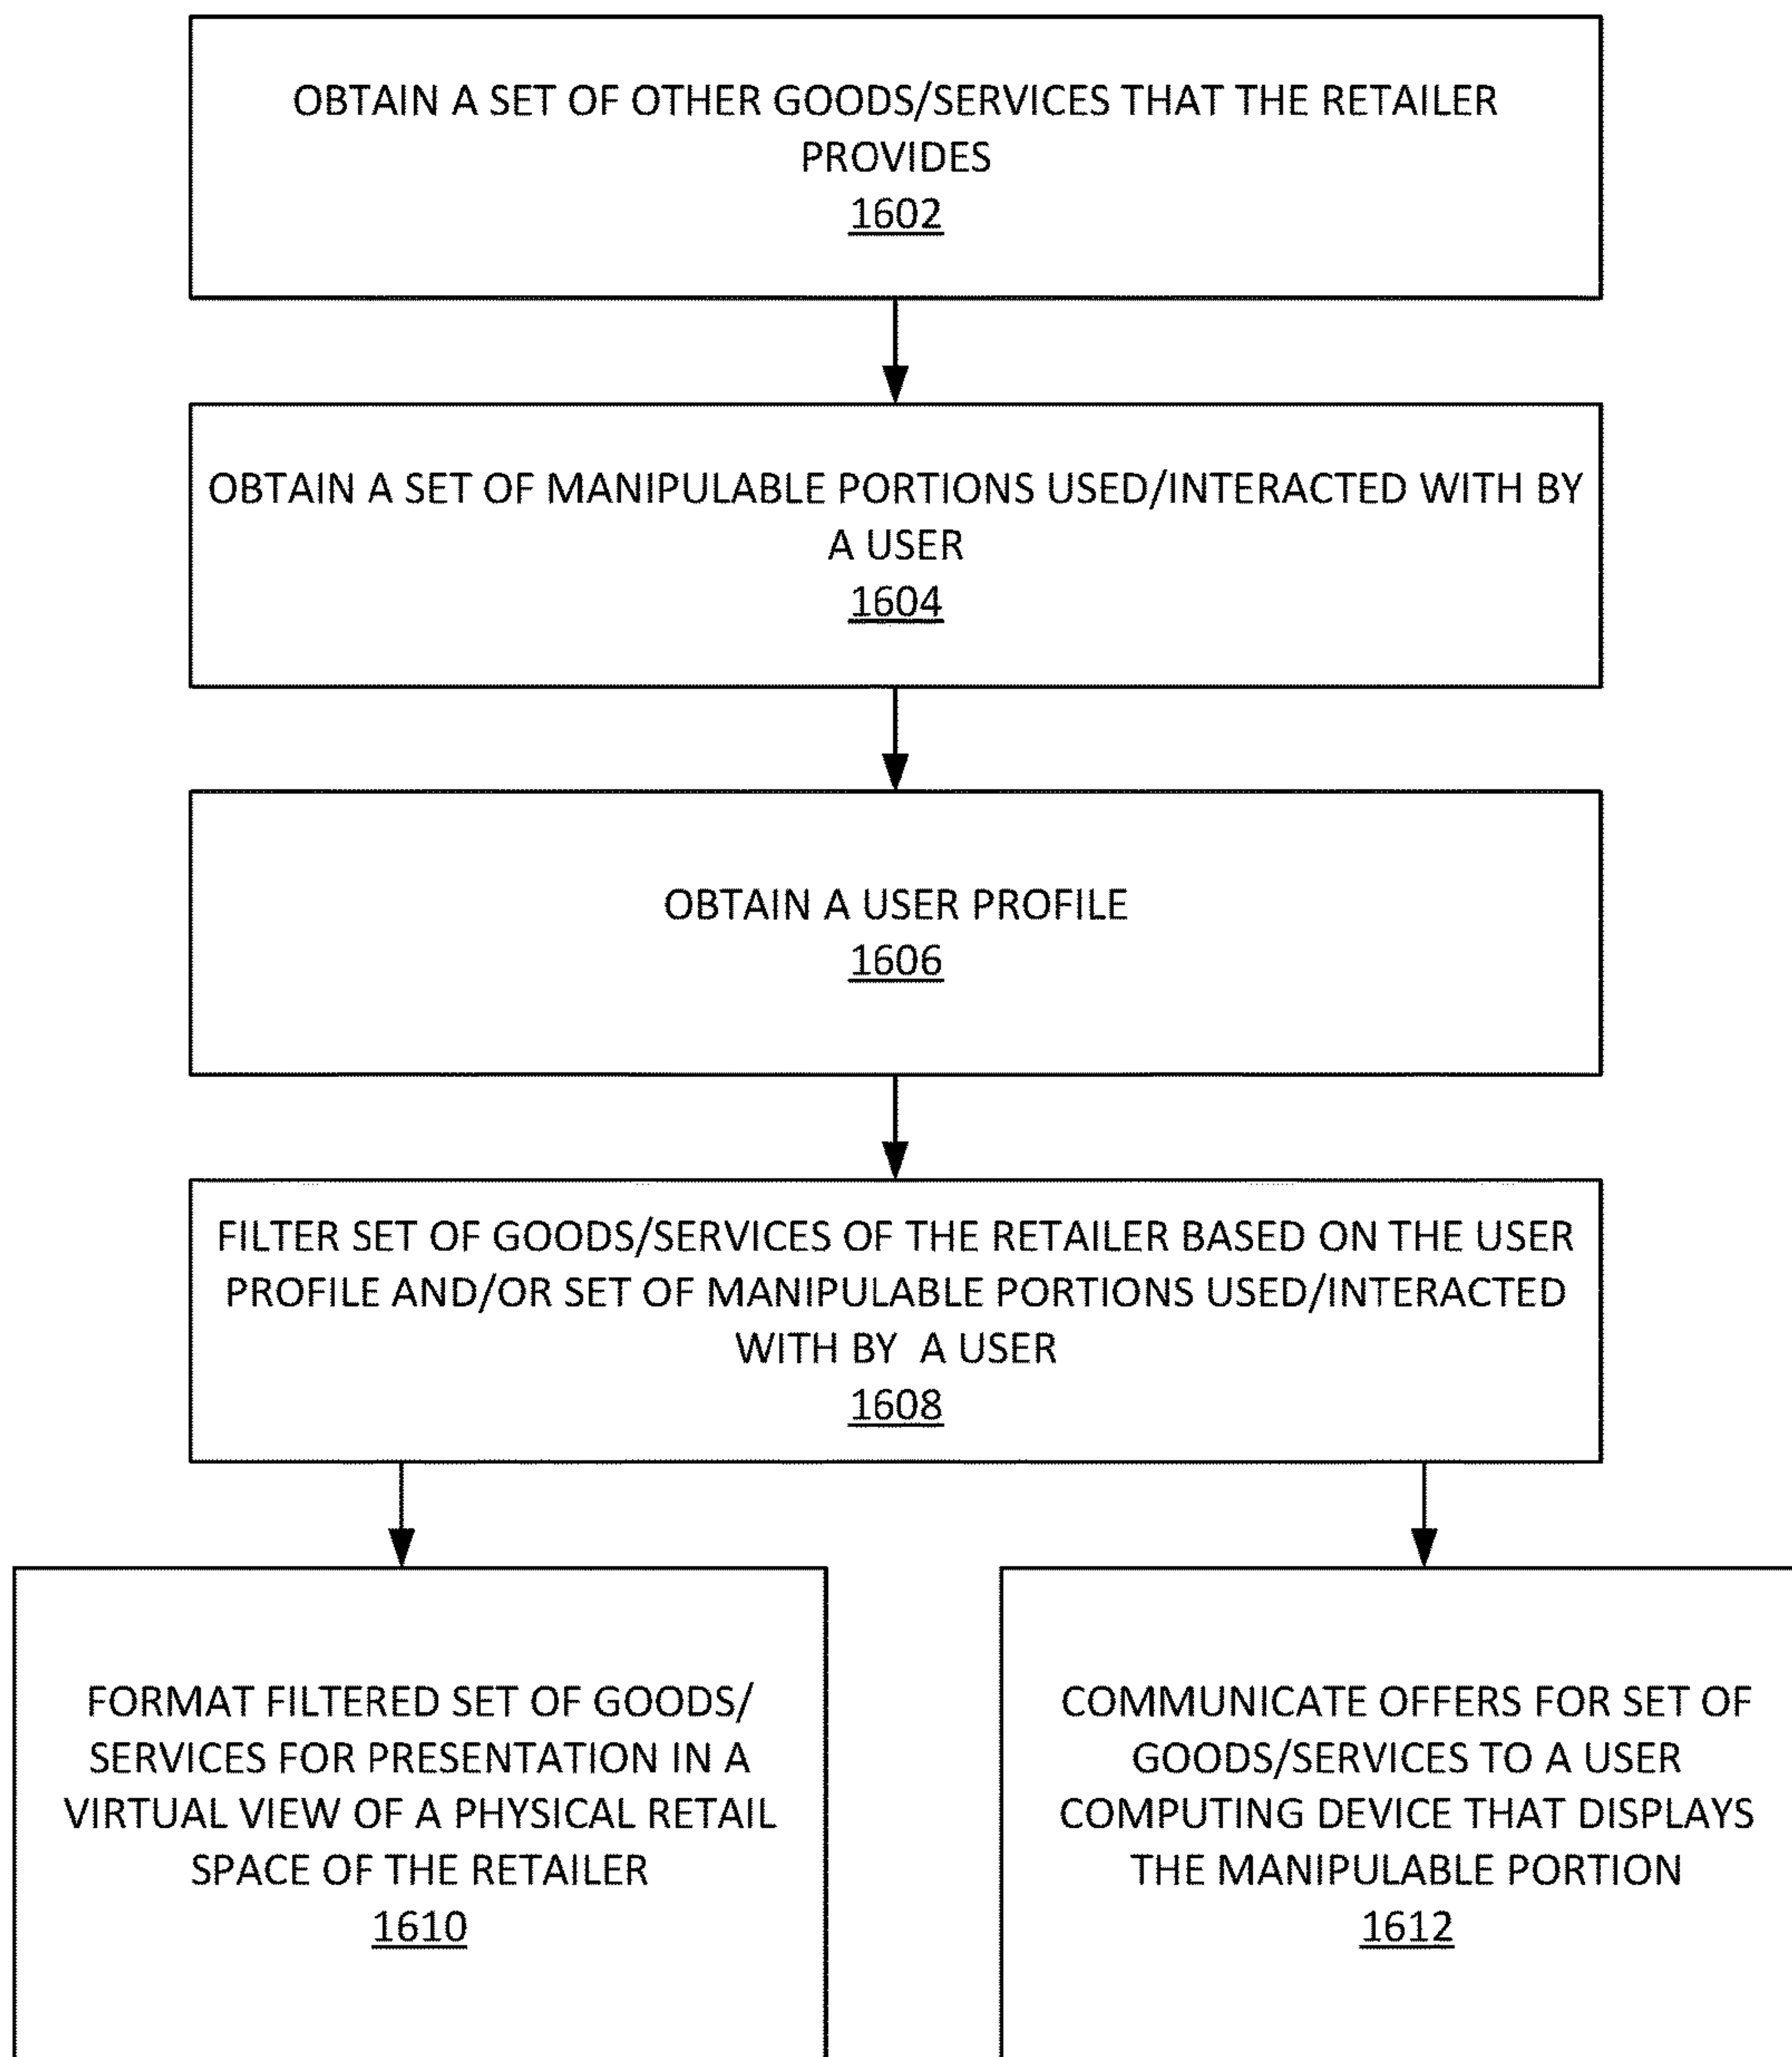 OBTAIN A SET OF OTHER GOODS/SERVICES THAT THE RETAILER
PROVIDES
1602
OBTAIN A SET OF MANIPULABLE PORTIONS USED/INTERACTED WITH BY
A USER
1604
OBTAIN A USER PROFILE
1606
FILTER SET OF GOODS/SERVICES OF THE RETAILER BASED ON THE USER
PROFILE AND/OR SET OF MANIPULABLE PORTIONS USED/INTERACTED
WITH BY A USER
1608
FORMAT FILTERED SET OF GOODS/
SERVICES FOR PRESENTATION IN A
VIRTUAL VIEW OF A PHYSICAL RETAIL
SPACE OF THE RETAILER
1610
COMMUNICATE OFFERS FOR SET OF
GOODS/SERVICES TO A USER
COMPUTING DEVICE THAT DISPLAYS
THE MANIPULABLE PORTION
1612